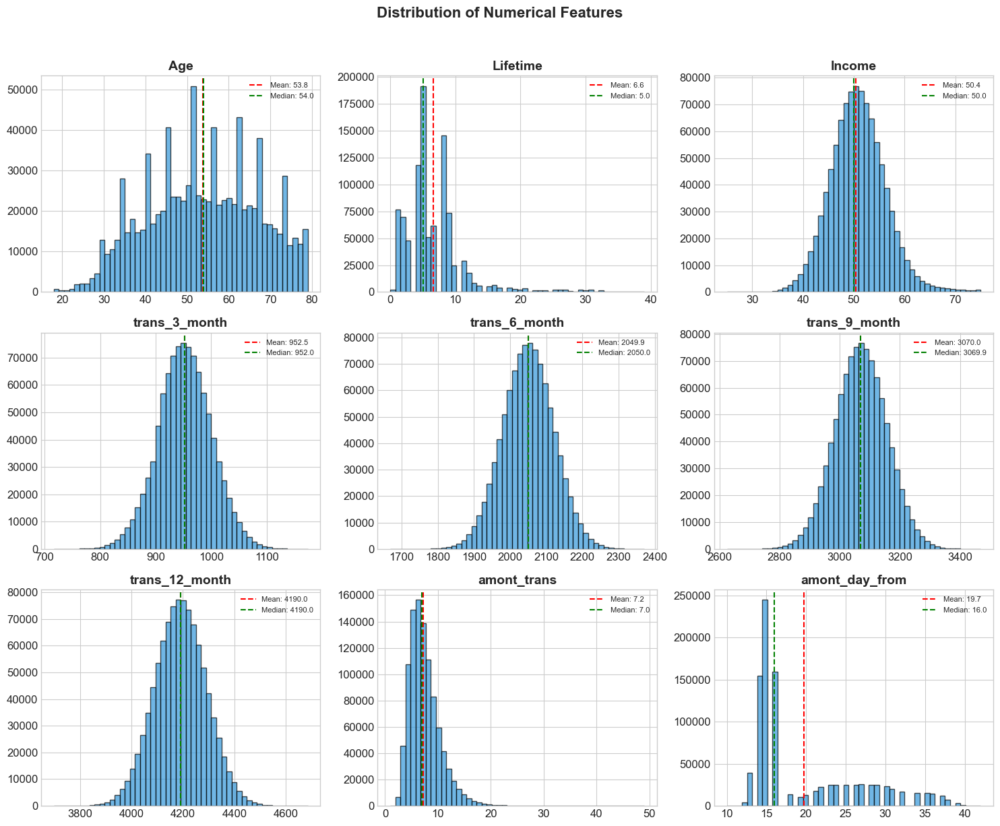 Distribution of Numerical Features
Age
Lifetime
Income
50000
40000
30000
20000
10000
0
20 30 40 50 60 70 80
Mean: 53.8
Median: 54.0
200000
175000
150000
125000
100000
75000
50000
25000
0
0 10 20 30 40
Mean: 6.6
Median: 5.0
80000
70000
60000
50000
40000
30000
20000
10000
0
30 40 50 60 70
Mean: 50.4
Median: 50.0
trans_3_month
trans_6_month
trans_9_month
70000
60000
50000
40000
30000
20000
10000
0
700 800 900 1000 1100
Mean: 952.5
Median: 952.0
80000
70000
60000
50000
40000
30000
20000
10000
0
1700 1800 1900 2000 2100 2200 2300 2400
Mean: 2049.9
Median: 2050.0
80000
70000
60000
50000
40000
30000
20000
10000
0
2600 2800 3000 3200 3400
Mean: 3070.0
Median: 3069.9
trans_12_month
amont_trans
amont_day_from
80000
70000
60000
50000
40000
30000
20000
10000
0
3800 4000 4200 4400 4600
Mean: 4190.0
Median: 4190.0
160000
140000
120000
100000
80000
60000
40000
20000
0
0 10 20 30 40 50
Mean: 7.2
Median: 7.0
250000
200000
150000
100000
50000
0
10 15 20 25 30 35 40
Mean: 19.7
Median: 16.0